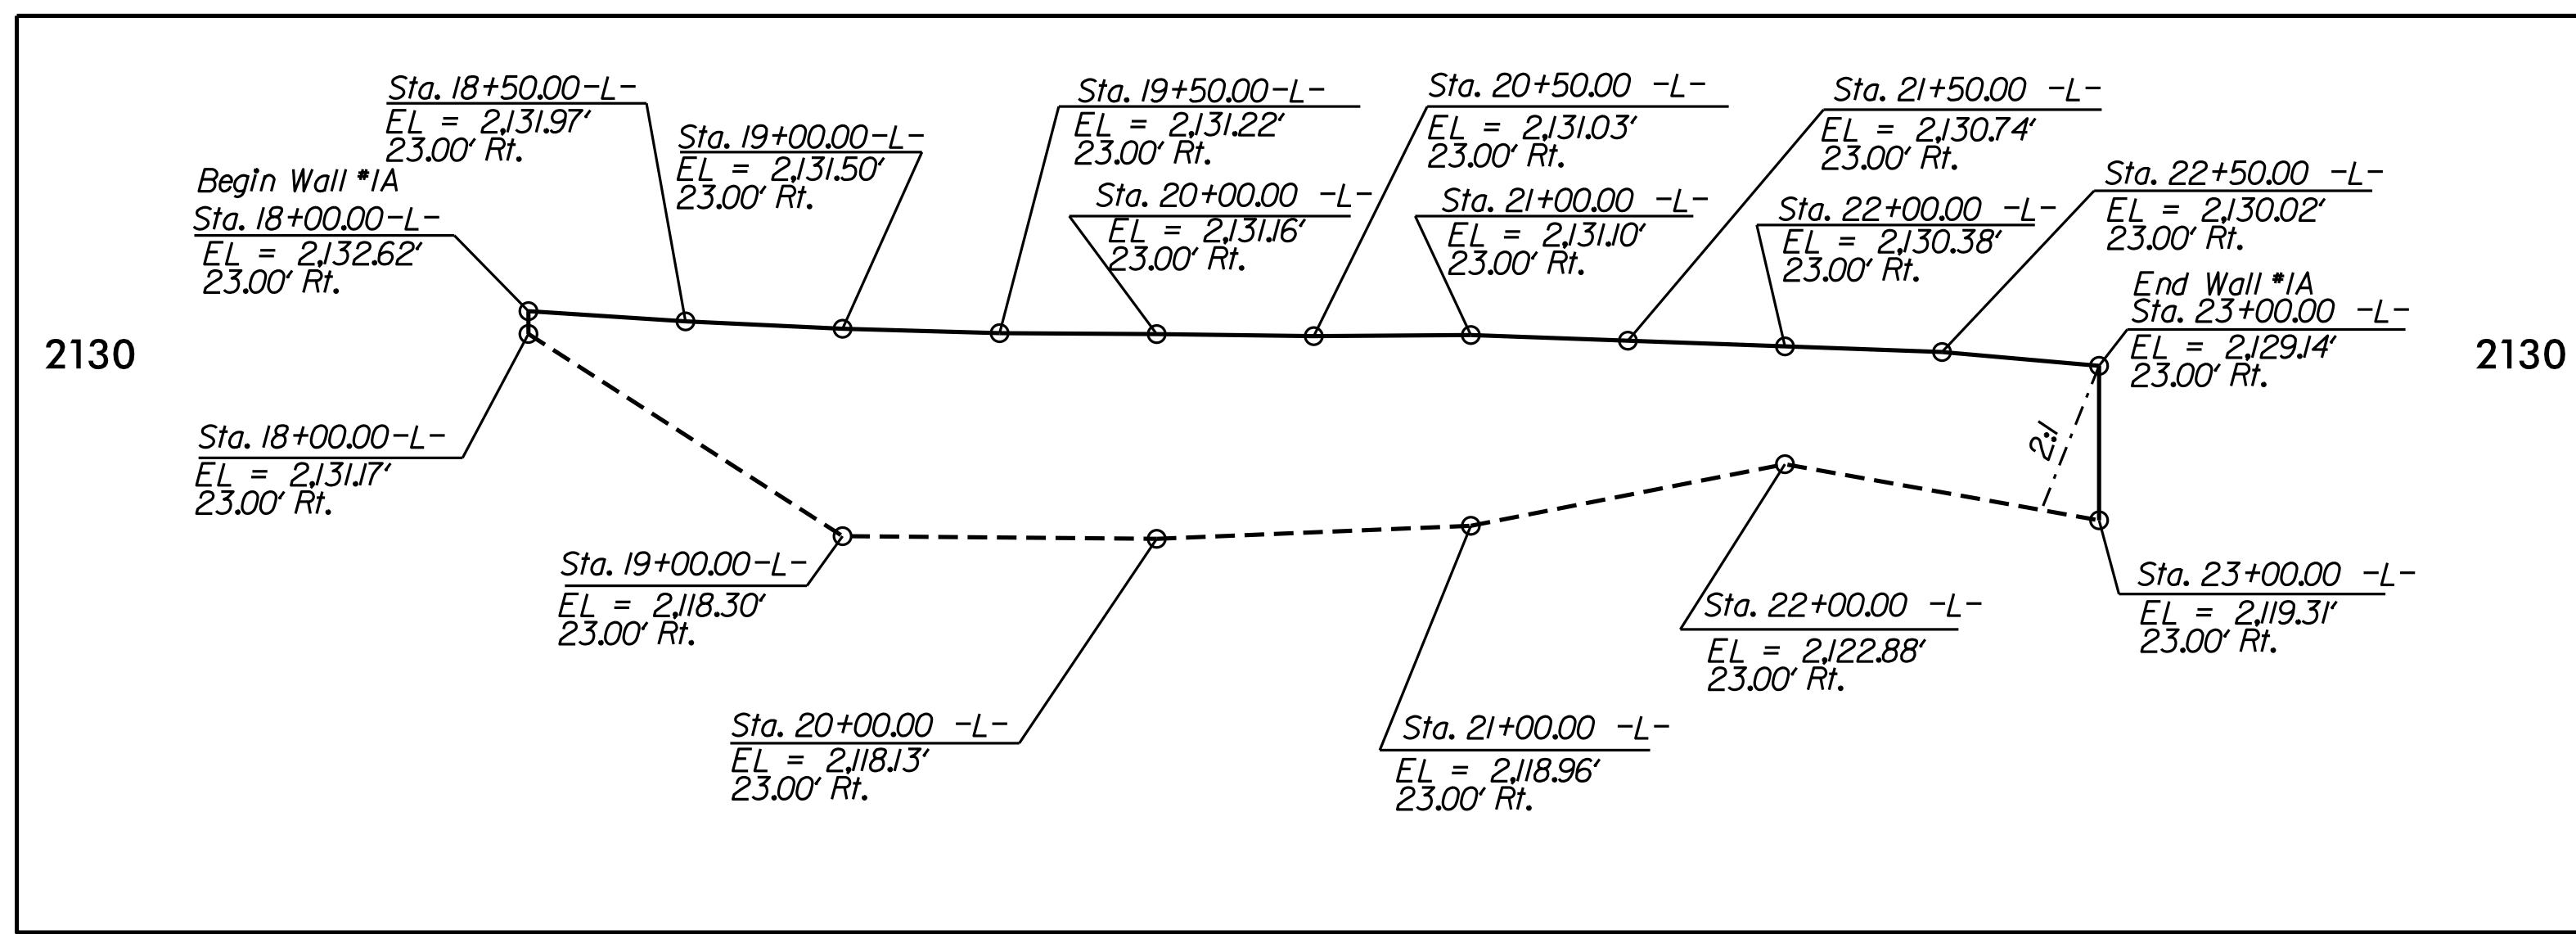 Sta. 18+50.00-L-
EL = 2,131.97'
23.00' Rt.
Sta. 19+00.00-L-
EL = 2,131.50'
23.00' Rt.
Sta. 19+50.00-L-
EL = 2,131.22'
23.00' Rt.
Sta. 20+00.00 -L-
EL = 2,131.16'
23.00' Rt.
Sta. 20+50.00 -L-
EL = 2,131.03'
23.00' Rt.
Sta. 21+00.00 -L-
EL = 2,131.10'
23.00' Rt.
Sta. 21+50.00 -L-
EL = 2,130.74'
23.00' Rt.
Sta. 22+00.00 -L-
EL = 2,130.38'
23.00' Rt.
Sta. 22+50.00 -L-
EL = 2,130.02'
23.00' Rt.
Begin Wall #1A
Sta. 18+00.00-L-
EL = 2,132.62'
23.00' Rt.
End Wall #1A
Sta. 23+00.00 -L-
EL = 2,129.14'
23.00' Rt.
2130
2130
2:1
Sta. 18+00.00-L-
EL = 2,131.17'
23.00' Rt.
Sta. 19+00.00-L-
EL = 2,118.30'
23.00' Rt.
Sta. 20+00.00 -L-
EL = 2,118.13'
23.00' Rt.
Sta. 21+00.00 -L-
EL = 2,118.96'
23.00' Rt.
Sta. 22+00.00 -L-
EL = 2,122.88'
23.00' Rt.
Sta. 23+00.00 -L-
EL = 2,119.31'
23.00' Rt.